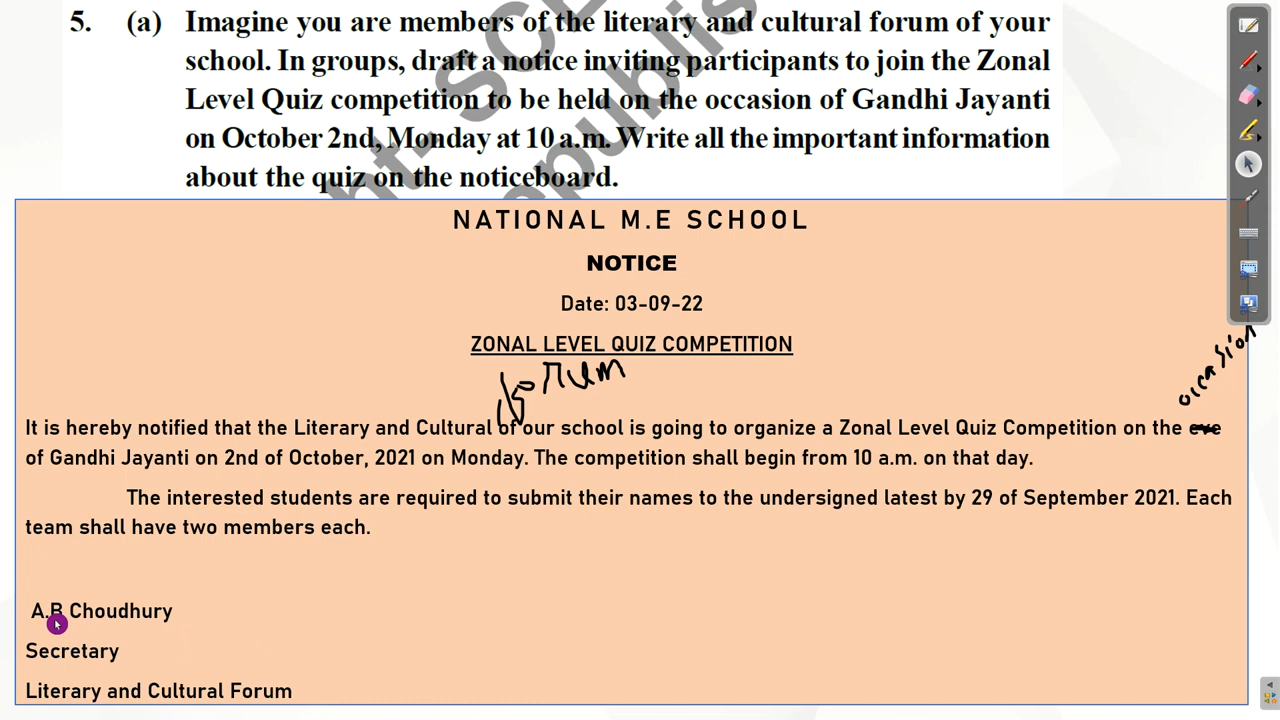 5. (a) Imagine you are members of the literary and cultural forum of your
school. In groups, draft a notice inviting participants to join the Zonal
Level Quiz competition to be held on the occasion of Gandhi Jayanti
on October 2nd, Monday at 10 a.m. Write all the important information
about the quiz on the noticeboard.
NATIONAL M.E SCHOOL
NOTICE
Date: 03-09-22
ZONAL LEVEL QUIZ COMPETITION
forum
occasion
It is hereby notified that the Literary and Cultural of our school is going to organize a Zonal Level Quiz Competition on the eve
of Gandhi Jayanti on 2nd of October, 2021 on Monday. The competition shall begin from 10 a.m. on that day.
The interested students are required to submit their names to the undersigned latest by 29 of September 2021. Each
team shall have two members each.
A.B Choudhury
Secretary
Literary and Cultural Forum